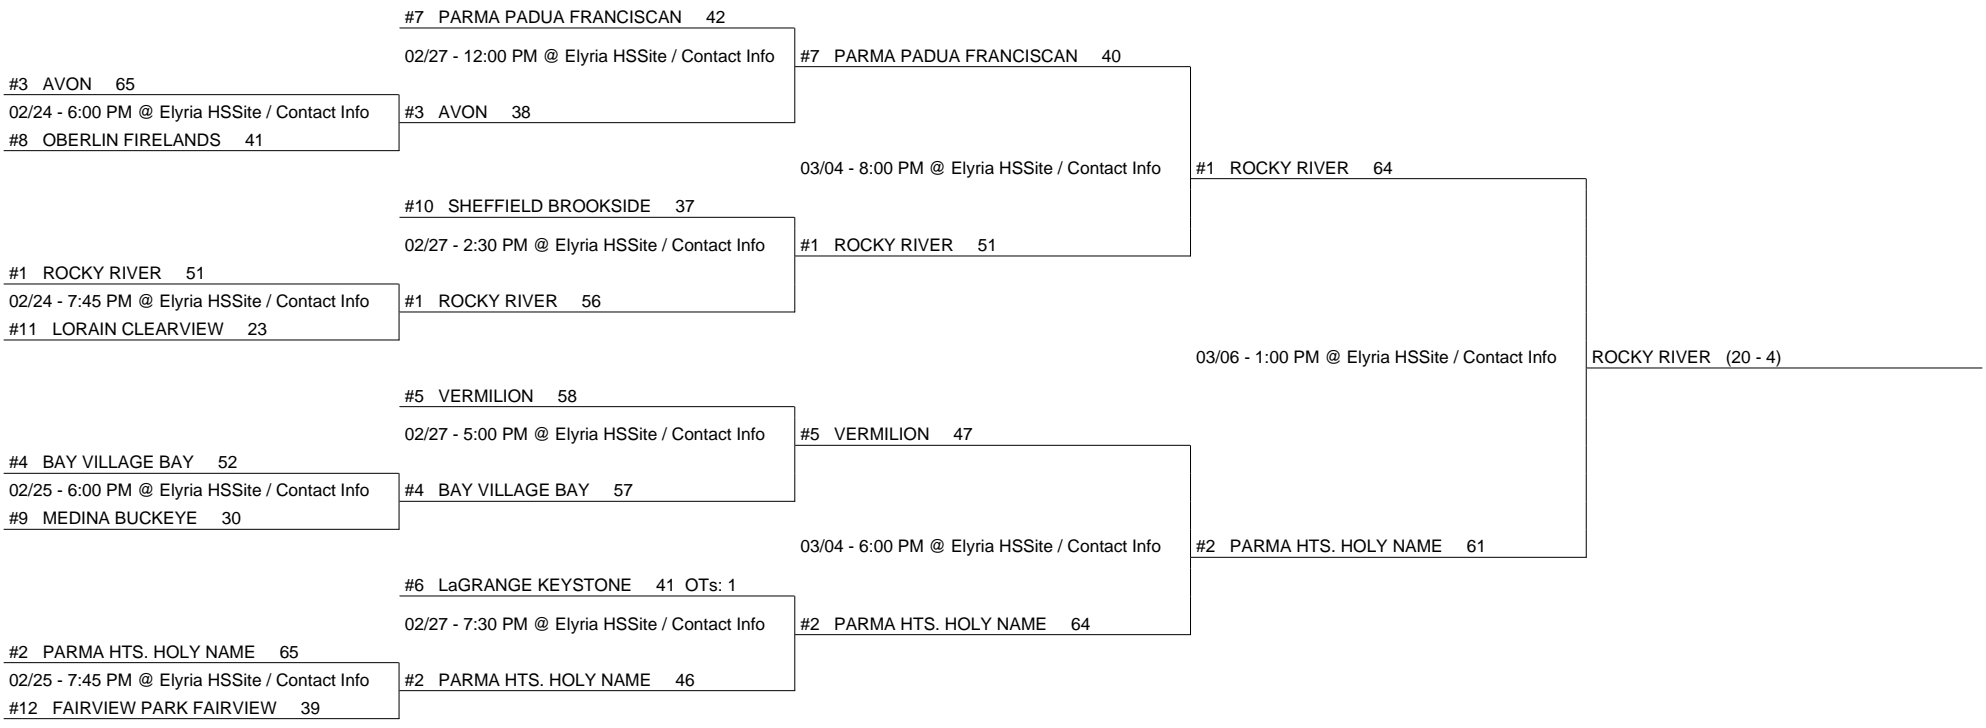 #7 PARMA PADUA FRANCISCAN 42
02/27 - 12:00 PM @ Elyria HSSite / Contact Info
#7 PARMA PADUA FRANCISCAN 40
#3 AVON 65
02/24 - 6:00 PM @ Elyria HSSite / Contact Info
#3 AVON 38
#8 OBERLIN FIRELANDS 41
03/04 - 8:00 PM @ Elyria HSSite / Contact Info
#1 ROCKY RIVER 64
#10 SHEFFIELD BROOKSIDE 37
02/27 - 2:30 PM @ Elyria HSSite / Contact Info
#1 ROCKY RIVER 51
#1 ROCKY RIVER 51
02/24 - 7:45 PM @ Elyria HSSite / Contact Info
#1 ROCKY RIVER 56
#11 LORAIN CLEARVIEW 23
03/06 - 1:00 PM @ Elyria HSSite / Contact Info
ROCKY RIVER (20 - 4)
#5 VERMILION 58
02/27 - 5:00 PM @ Elyria HSSite / Contact Info
#5 VERMILION 47
#4 BAY VILLAGE BAY 52
02/25 - 6:00 PM @ Elyria HSSite / Contact Info
#4 BAY VILLAGE BAY 57
#9 MEDINA BUCKEYE 30
03/04 - 6:00 PM @ Elyria HSSite / Contact Info
#2 PARMA HTS. HOLY NAME 61
#6 LaGRANGE KEYSTONE 41 OTs: 1
02/27 - 7:30 PM @ Elyria HSSite / Contact Info
#2 PARMA HTS. HOLY NAME 64
#2 PARMA HTS. HOLY NAME 65
02/25 - 7:45 PM @ Elyria HSSite / Contact Info
#2 PARMA HTS. HOLY NAME 46
#12 FAIRVIEW PARK FAIRVIEW 39